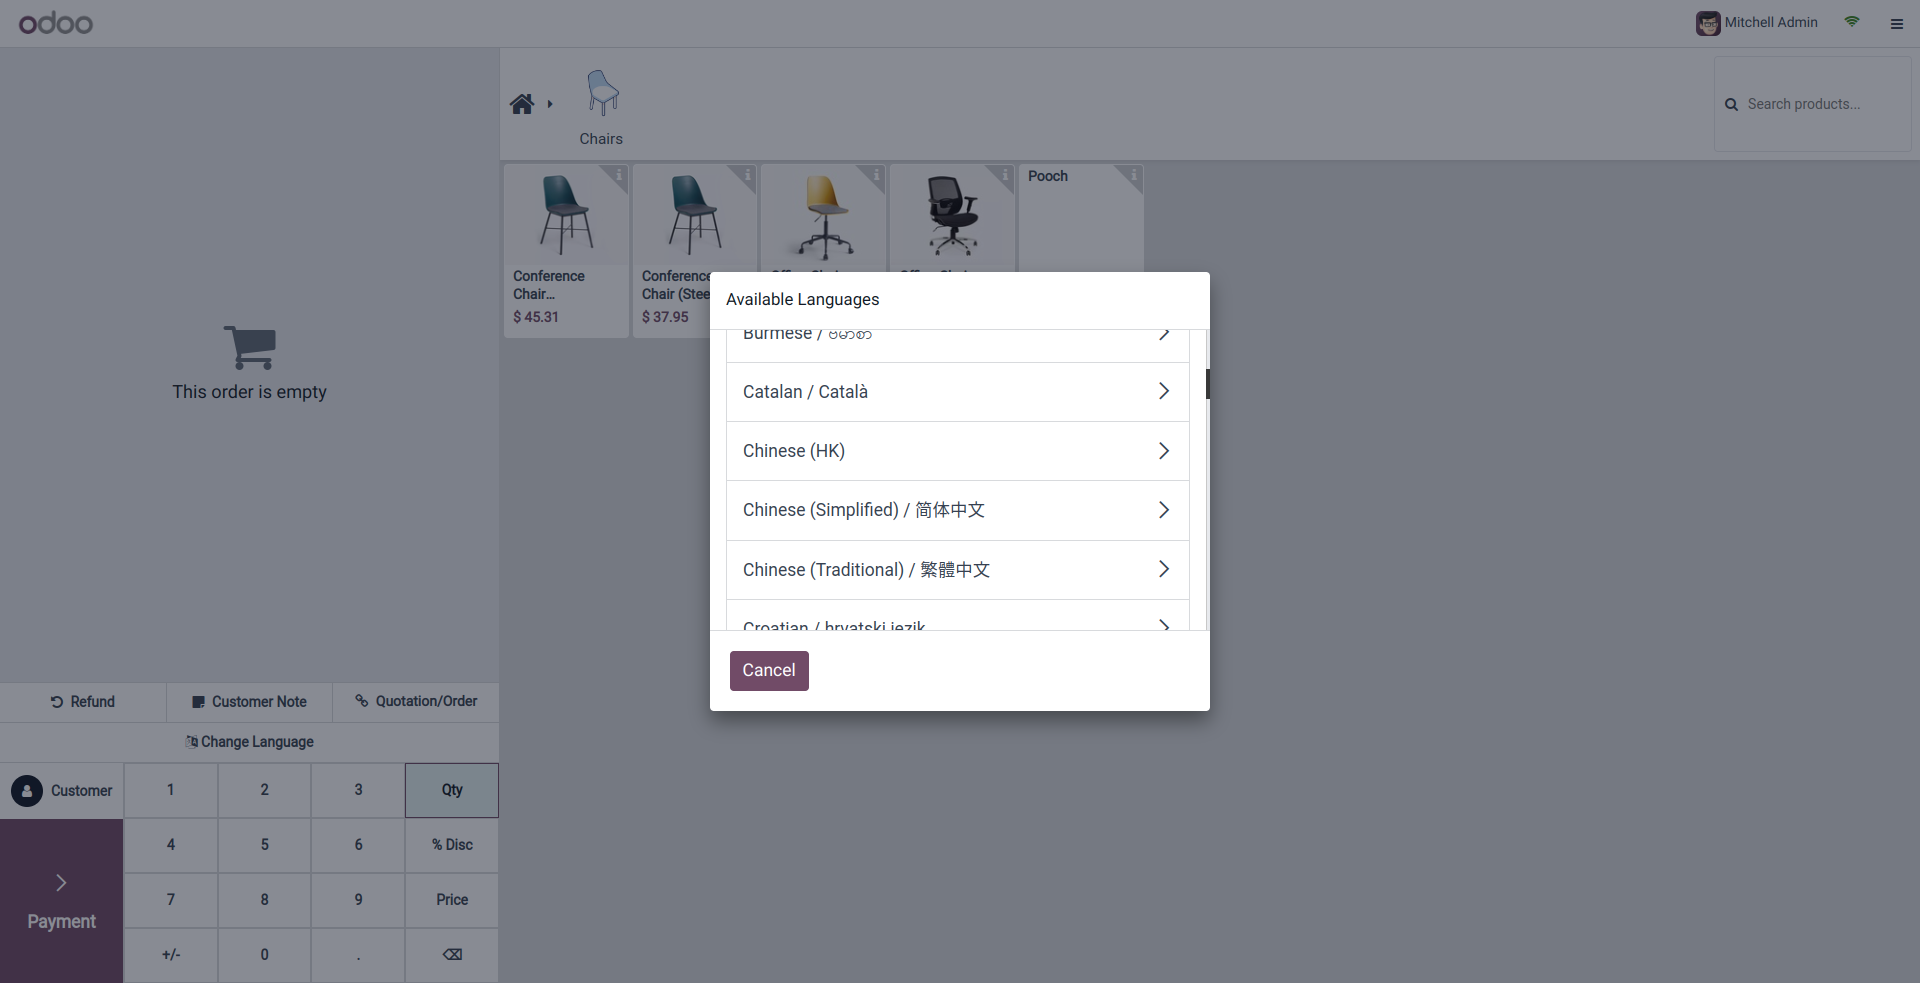 odoo
Mitchell Admin
Chairs
Search products...
Conference
Chair...
$ 45.31
Conference
Chair (Stee
$ 37.95
Pooch
This order is empty
Available Languages
Burmese / ဗမာစာ
Catalan / Català
Chinese (HK)
Chinese (Simplified) / 简体中文
Chinese (Traditional) / 繁體中文
Croatian / hrvatski jezik
Cancel
Refund
Customer Note
Quotation/Order
Change Language
Customer
1
2
3
Qty
4
5
6
% Disc
7
8
9
Price
Payment
+/-
0
.
⌫